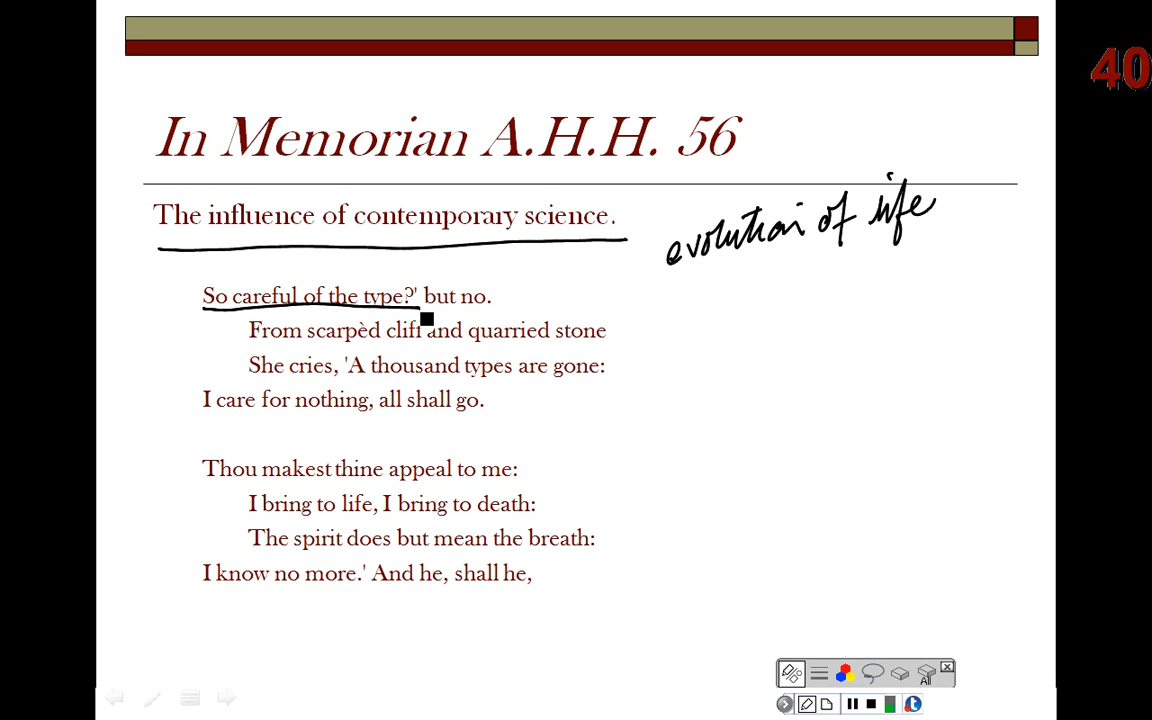 40
In Memorian A.H.H. 56
The influence of contemporary science.
evolution of life
So careful of the type?' but no.
From scarpèd cliff and quarried stone
She cries, 'A thousand types are gone:
I care for nothing, all shall go.
Thou makest thine appeal to me:
I bring to life, I bring to death:
The spirit does but mean the breath:
I know no more.' And he, shall he,
All